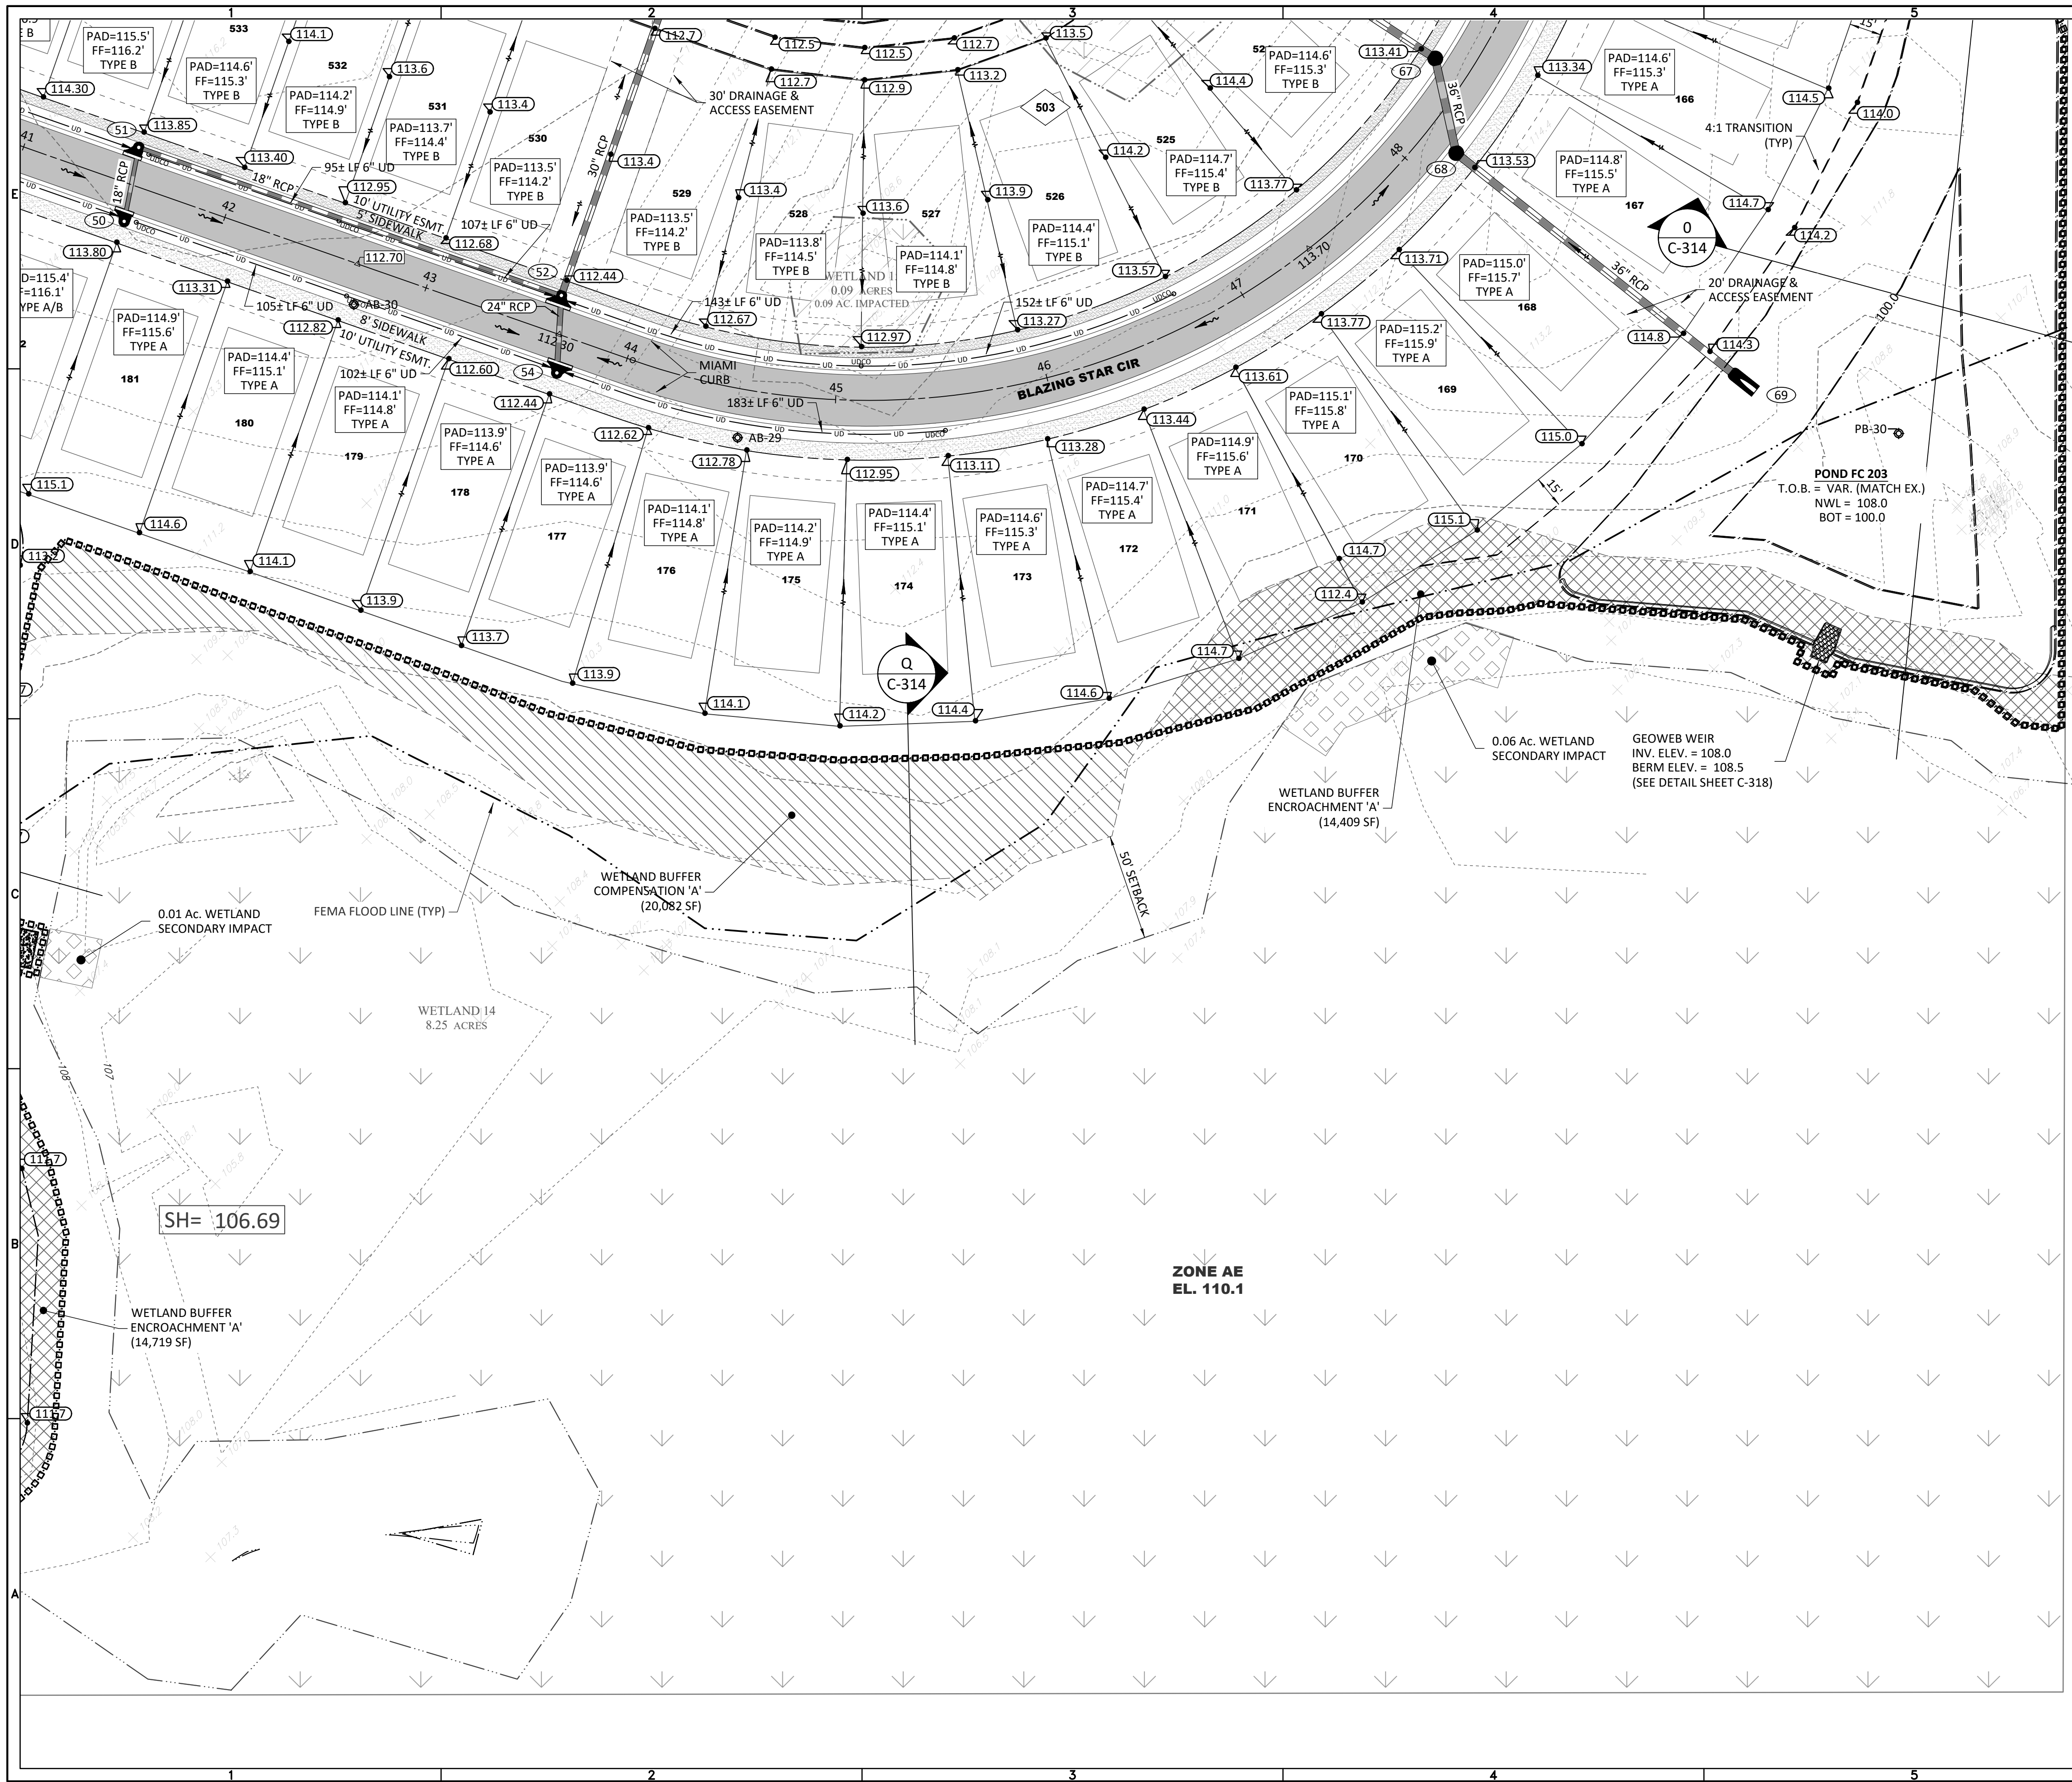 1
2
3
4
5
E B
PAD=115.5'
FF=116.2'
TYPE B
533
114.1
PAD=114.6'
FF=115.3'
TYPE B
532
113.6
PAD=114.2'
FF=114.9'
TYPE B
531
113.4
PAD=113.7'
FF=114.4'
TYPE B
530
PAD=113.5'
FF=114.2'
TYPE B
30" RCP
113.4
529
PAD=113.5'
FF=114.2'
TYPE B
112.7
112.5
112.5
112.7
113.5
112.7
112.9
113.2
30' DRAINAGE &
ACCESS EASEMENT
113.4
528
PAD=113.8'
FF=114.5'
TYPE B
113.6
527
PAD=114.1'
FF=114.8'
TYPE B
0.09 ACRES
0.09 AC. IMPACTED
113.9
526
PAD=114.4'
FF=115.1'
TYPE B
503
114.2
525
PAD=114.7'
FF=115.4'
TYPE B
114.4
PAD=114.6'
FF=115.3'
TYPE B
113.77
113.57
113.27
112.97
112.67
113.41
67
36" RCP
68
113.53
113.34
PAD=114.6'
FF=115.3'
TYPE A
166
PAD=114.8'
FF=115.5'
TYPE A
167
15'
114.5
114.0
4:1 TRANSITION
(TYP)
114.7
114.2
0
C-314
36" RCP
20' DRAINAGE &
ACCESS EASEMENT
114.8
114.3
69
100.0
PB-30
POND FC 203
T.O.B. = VAR. (MATCH EX.)
NWL = 108.0
BOT = 100.0
E
114.30
51
113.85
113.40
95± LF 6" UD
18" RCP
112.95
10' UTILITY ESMT.
5' SIDEWALK
107± LF 6" UD
112.68
52
112.44
41
18" RCP
50
42
112.70
43
24" RCP
112.30
44
54
45
46
47
48
113.70
BLAZING STAR CIR
MIAMI
CURB
143± LF 6" UD
152± LF 6" UD
183± LF 6" UD
UDCO
UD
113.80
113.31
105± LF 6" UD
AB-30
112.82
8' SIDEWALK
10' UTILITY ESMT.
102± LF 6" UD
112.60
112.44
112.62
AB-29
112.78
112.95
113.11
113.28
113.44
113.61
113.77
113.71
D=115.4'
F=116.1'
YPE A/B
PAD=114.9'
FF=115.6'
TYPE A
181
PAD=114.4'
FF=115.1'
TYPE A
180
PAD=114.1'
FF=114.8'
TYPE A
179
PAD=113.9'
FF=114.6'
TYPE A
178
PAD=113.9'
FF=114.6'
TYPE A
177
PAD=114.1'
FF=114.8'
TYPE A
176
PAD=114.2'
FF=114.9'
TYPE A
175
PAD=114.4'
FF=115.1'
TYPE A
174
PAD=114.6'
FF=115.3'
TYPE A
173
PAD=114.7'
FF=115.4'
TYPE A
172
PAD=114.9'
FF=115.6'
TYPE A
171
PAD=115.1'
FF=115.8'
TYPE A
170
PAD=115.2'
FF=115.9'
TYPE A
169
PAD=115.0'
FF=115.7'
TYPE A
168
115.0
15'
115.1
114.7
112.4
114.7
D
115.1
114.6
114.1
113.9
113.7
113.9
114.1
114.2
114.4
114.6
Q
C-314
0.06 Ac. WETLAND
SECONDARY IMPACT
GEOWEB WEIR
INV. ELEV. = 108.0
BERM ELEV. = 108.5
(SEE DETAIL SHEET C-318)
WETLAND BUFFER
ENCROACHMENT 'A'
(14,409 SF)
50' SETBACK
WETLAND BUFFER
COMPENSATION 'A'
(20,082 SF)
FEMA FLOOD LINE (TYP)
C
0.01 Ac. WETLAND
SECONDARY IMPACT
WETLAND 14
8.25 ACRES
108
107
111.7
SH= 106.69
B
ZONE AE
EL. 110.1
WETLAND BUFFER
ENCROACHMENT 'A'
(14,719 SF)
111.7
A
1
2
3
4
5